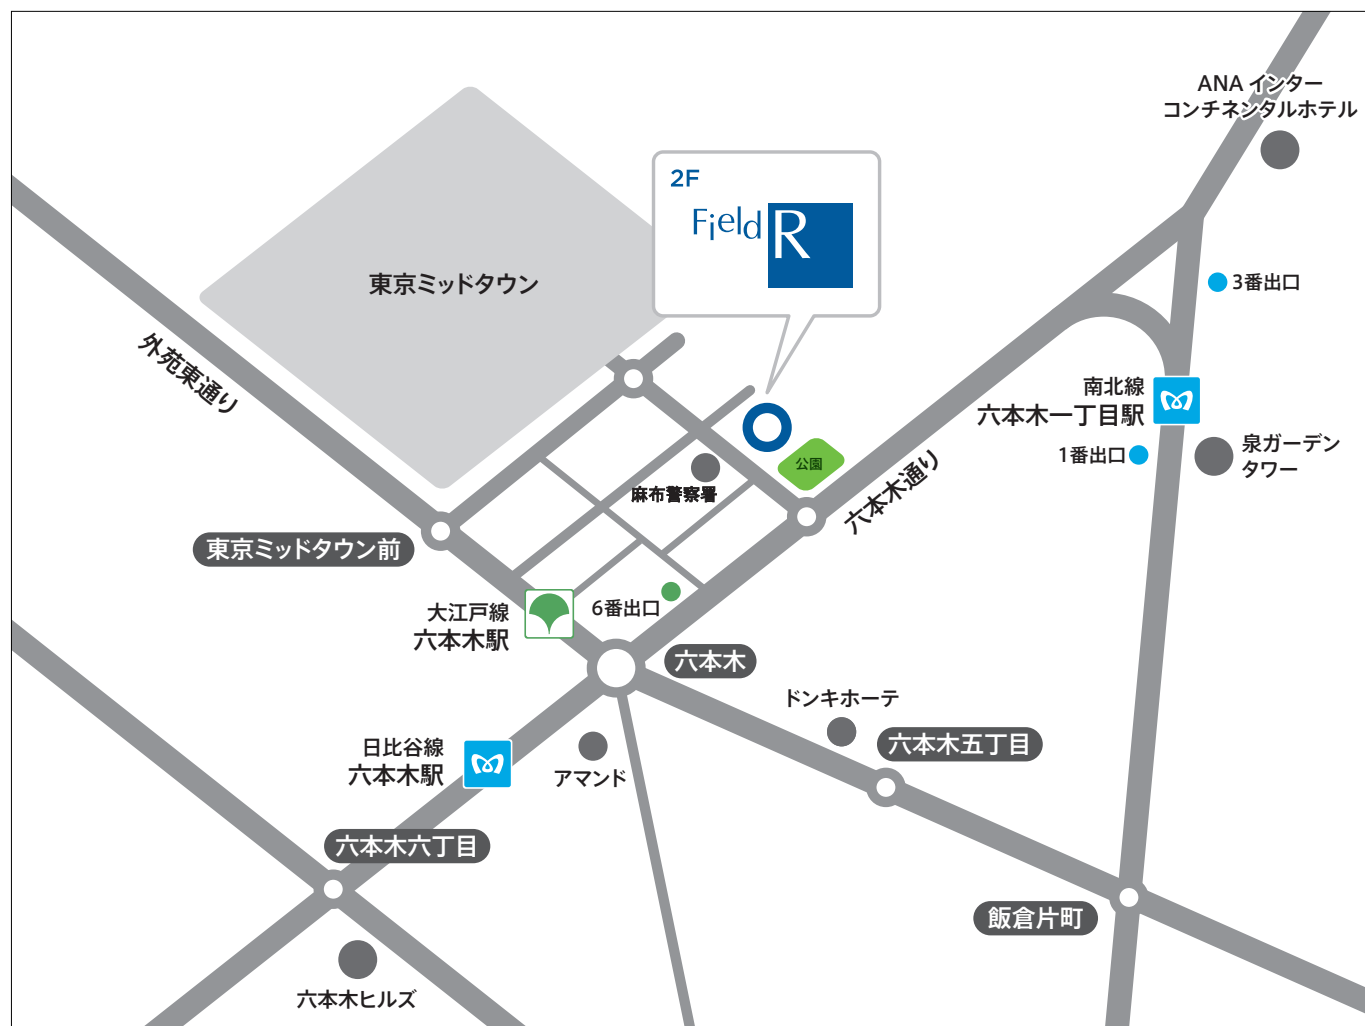 ANA インター
コンチネンタルホテル
2F
Field R
東京ミッドタウン
3番出口
外苑東通り
南北線
六本木一丁目駅
1番出口
泉ガーデン
タワー
公園
麻布警察署
六本木通り
東京ミッドタウン前
大江戸線
六本木駅
6番出口
六本木
ドンキホーテ
六本木五丁目
日比谷線
六本木駅
アマンド
六本木六丁目
飯倉片町
六本木ヒルズ